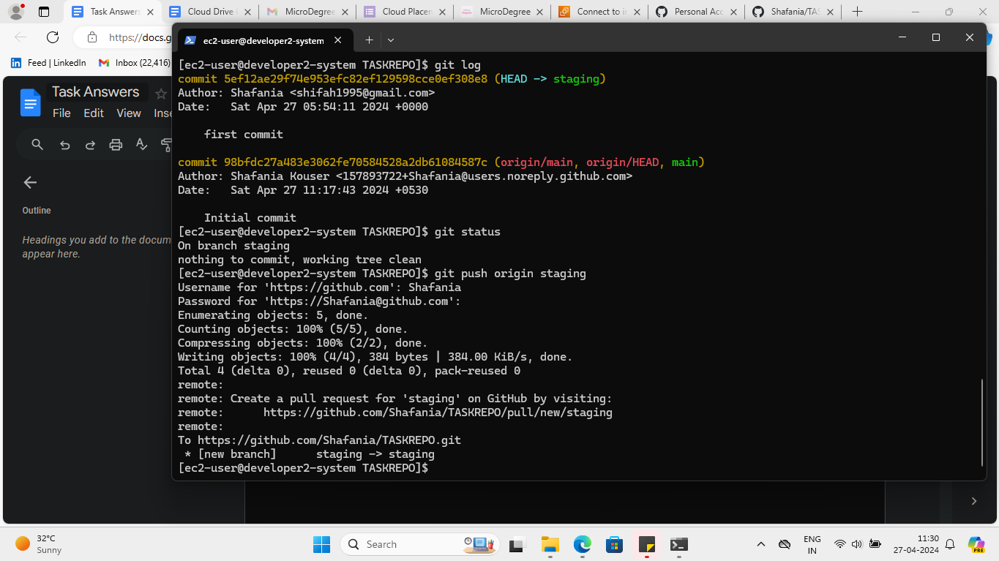 Task Answers
Cloud Drive (
MicroDegree
Cloud Placen
MicroDegree
Connect to in
Personal Acc
Shafania/TAS
https://docs.g
Feed | LinkedIn
Inbox (22,416)
Task Answers
File Edit View Inse
Outline
Headings you add to the docum
appear here.
ec2-user@developer2-system
[ec2-user@developer2-system TASKREPO]$ git log
commit 5ef12ae29f74e953efc82ef129598cce0ef308e8 (HEAD -> staging)
Author: Shafania <shifah1995@gmail.com>
Date:   Sat Apr 27 05:54:11 2024 +0000
first commit
commit 98bfdc27a483e3062fe70584528a2db61084587c (origin/main, origin/HEAD, main)
Author: Shafania Kouser <157893722+Shafania@users.noreply.github.com>
Date:   Sat Apr 27 11:17:43 2024 +0530
Initial commit
[ec2-user@developer2-system TASKREPO]$ git status
On branch staging
nothing to commit, working tree clean
[ec2-user@developer2-system TASKREPO]$ git push origin staging
Username for 'https://github.com': Shafania
Password for 'https://Shafania@github.com':
Enumerating objects: 5, done.
Counting objects: 100% (5/5), done.
Compressing objects: 100% (2/2), done.
Writing objects: 100% (4/4), 384 bytes | 384.00 KiB/s, done.
Total 4 (delta 0), reused 0 (delta 0), pack-reused 0
remote:
remote: Create a pull request for 'staging' on GitHub by visiting:
remote:      https://github.com/Shafania/TASKREPO/pull/new/staging
remote:
To https://github.com/Shafania/TASKREPO.git
 * [new branch]      staging -> staging
[ec2-user@developer2-system TASKREPO]$
32°C
Sunny
Search
ENG
IN
11:30
27-04-2024
PRE